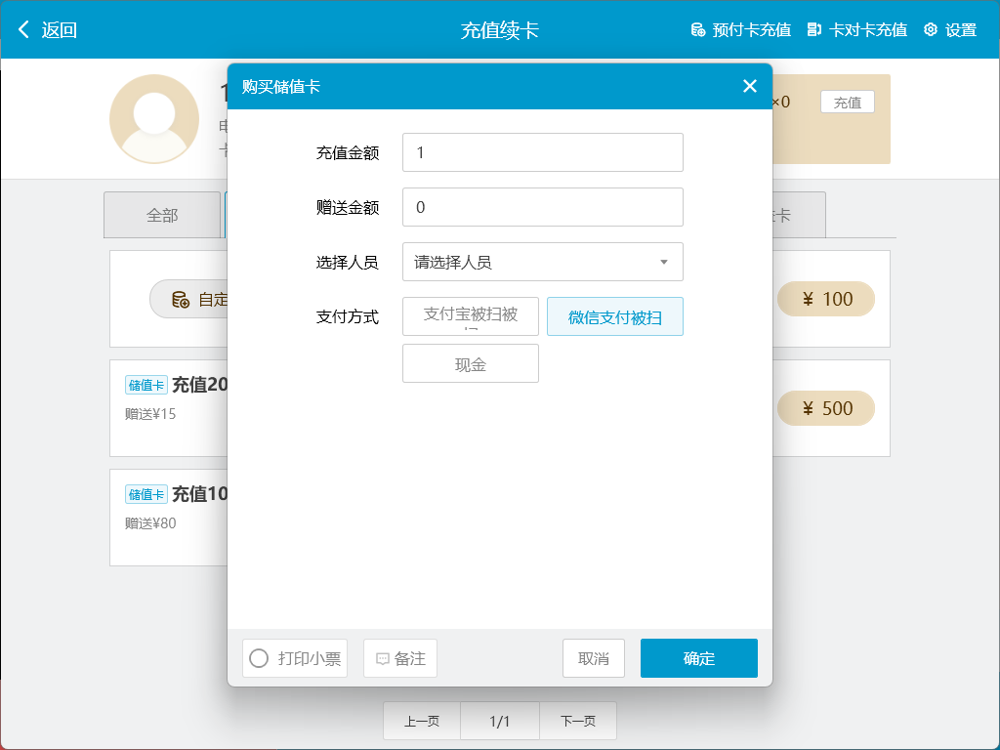 返回
充值续卡
预付卡充值
卡对卡充值
设置
购买储值卡
×0
充值
充值金额
1
赠送金额
0
选择人员
请选择人员
支付方式
支付宝被扫被
微信支付被扫
现金
全部
卡
自定
¥ 100
储值卡
充值20
赠送¥15
¥ 500
储值卡
充值10
赠送¥80
打印小票
备注
取消
确定
上一页
1/1
下一页